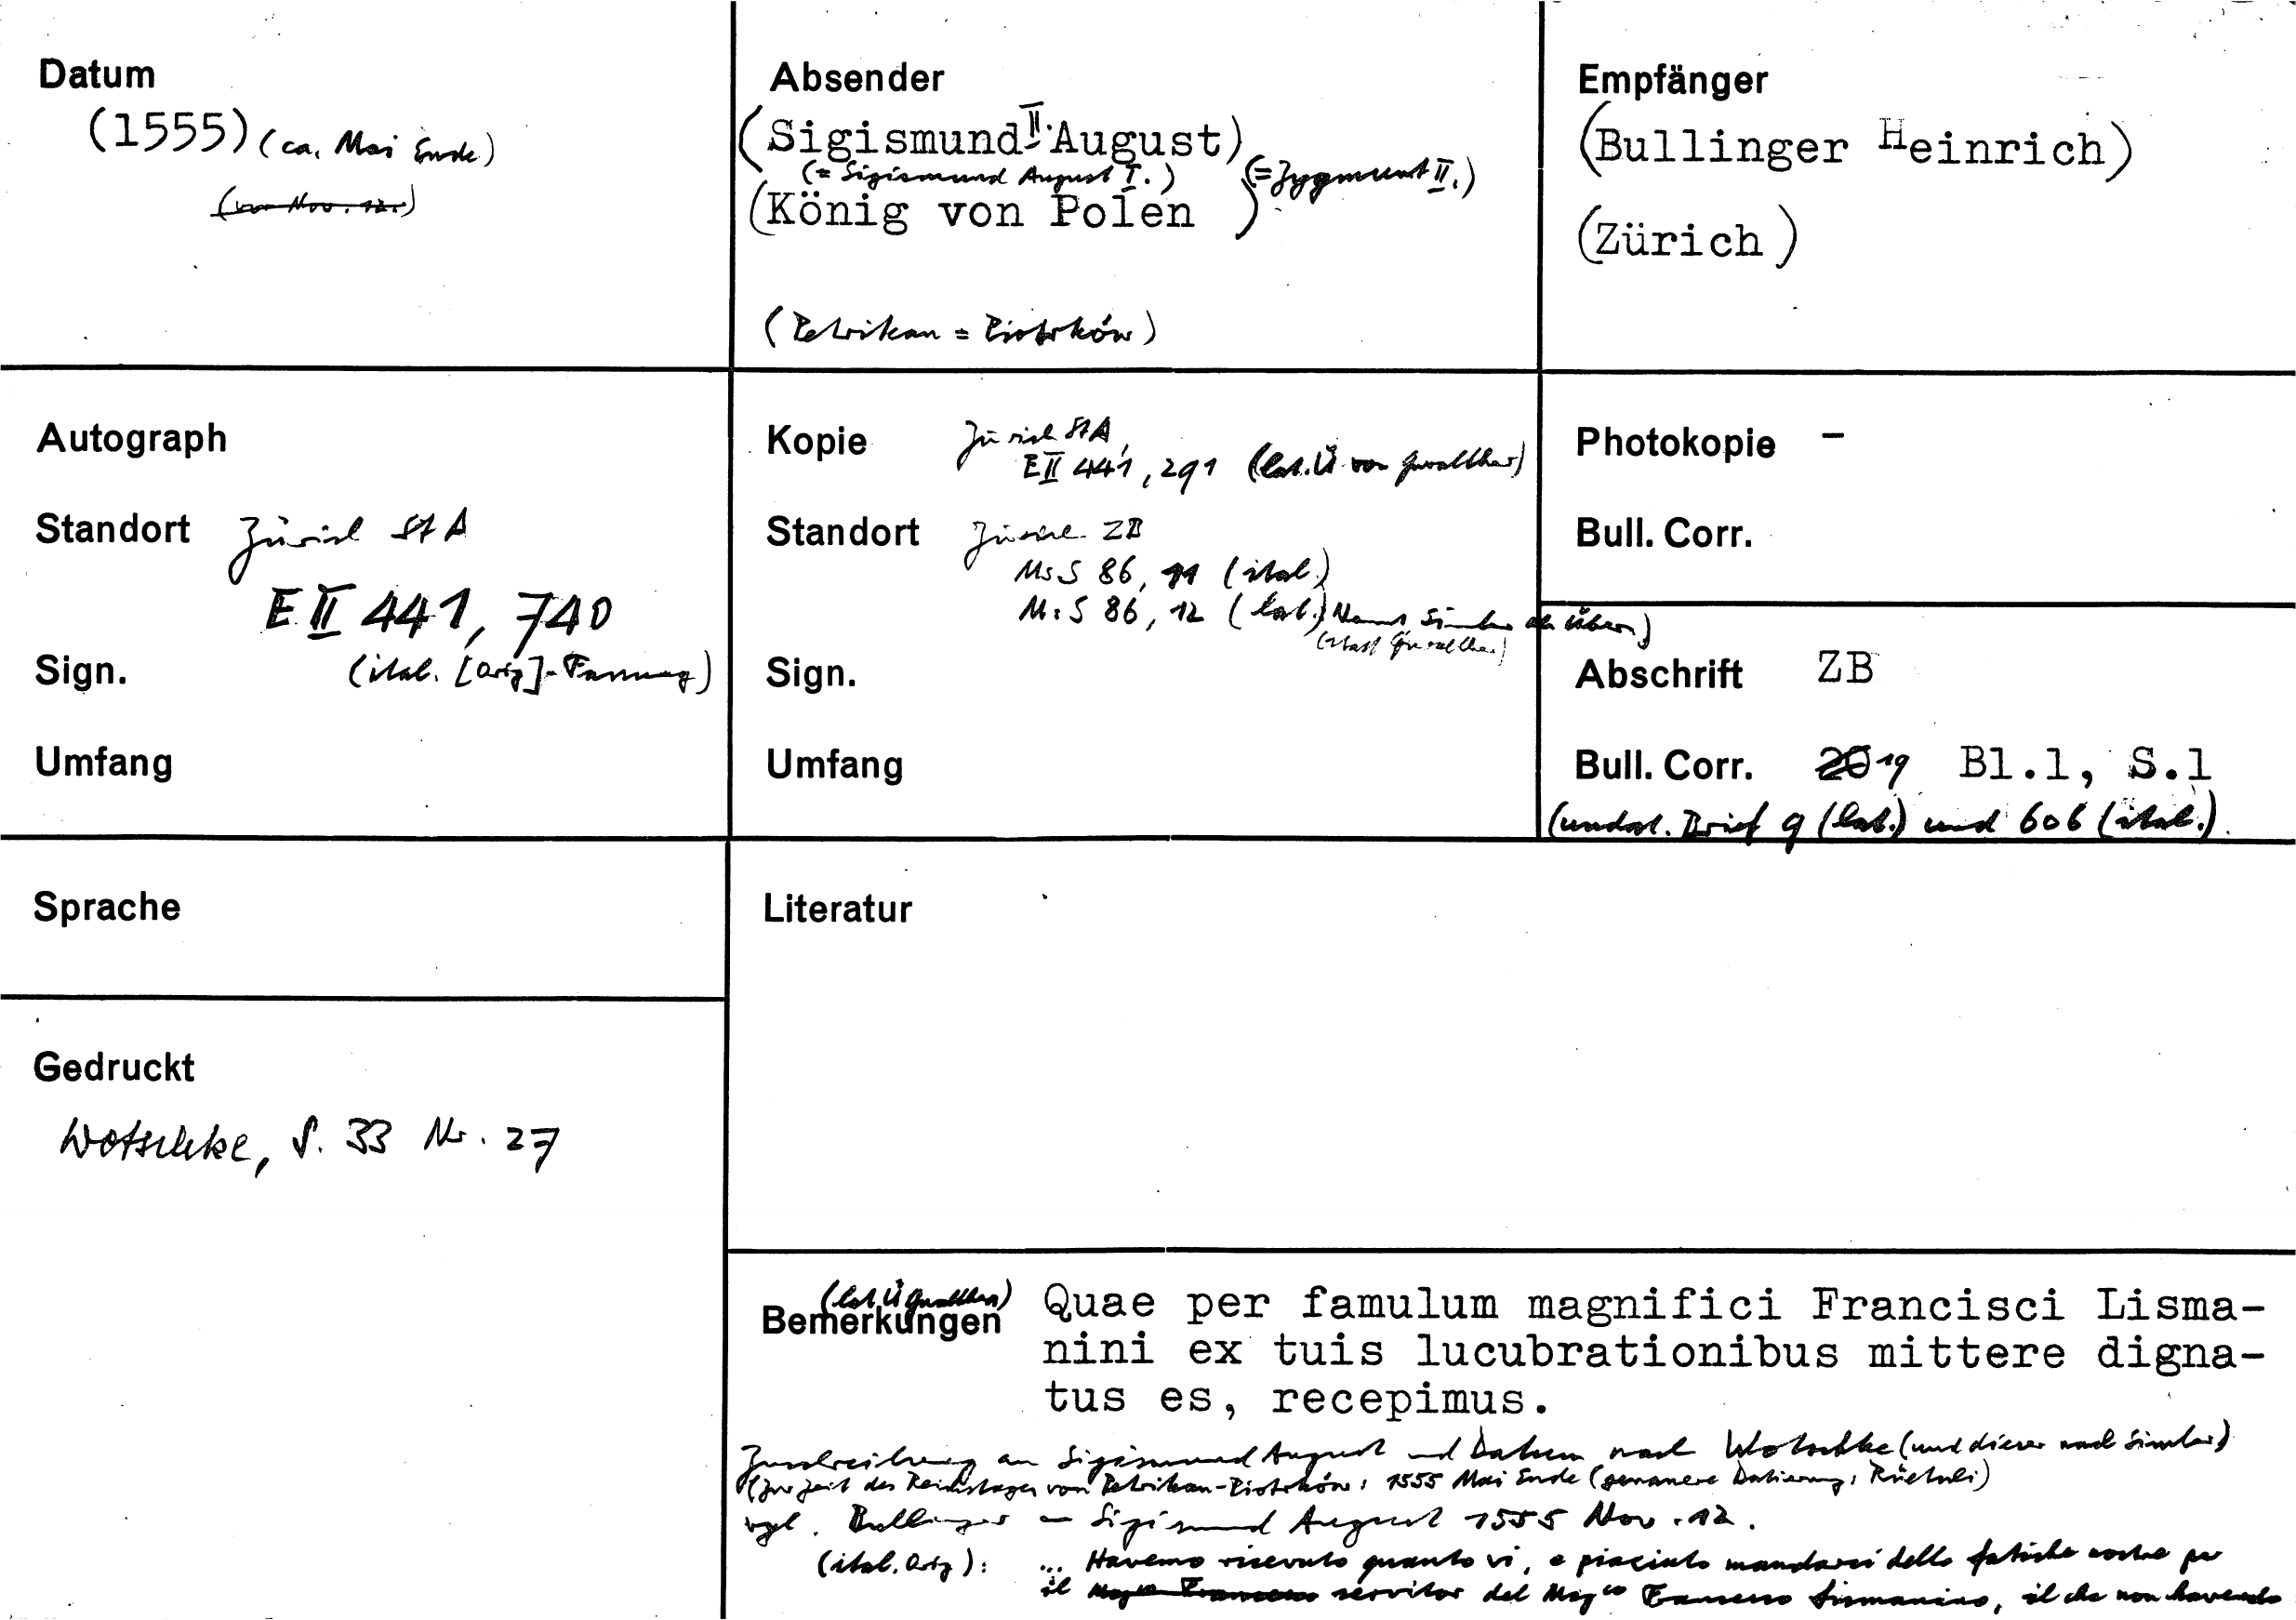 Datum
(1555) (ca. Mai Ende)
(vor Nov. 12.)
Absender
(Sigismund II. August)
(= Sigismund August I.) (= Zygmunt II.)
(König von Polen )
(Petrikau = Piotrków)
Empfänger
(Bullinger Heinrich)
(Zürich )
Autograph
Standort Zürich StA
E II 441, 740
Sign. (ital. [Orig]-Fassung)
Umfang
Kopie Zürich StA,
E II 441, 291 (lat. Ü von Gwalther)
Standort Zürich ZB
Ms S 86, 11 (ital.)
Ms S 86, 12 (lat.) Nennt Simler als Übers)
(statt Gwalther)
Sign.
Umfang
Photokopie –
Bull. Corr.
Abschrift ZB
Bull. Corr. 20 19 Bl.1, S.1
(undat. Brief 9 (lat.) und 606 (ital.).
Sprache
Gedruckt
Wotschke, S. 33 Nr. 27
Literatur
(lat. Ü Gwalther)
Bemerkungen Quae per famulum magnifici Francisci Lisma-
nini ex tuis lucubrationibus mittere digna-
tus es, recepimus.
Zuschreibung an Sigismund August und Datum nach Wotschke (und dieser nach Simler)
(zur Zeit des Reichstages von Petrikau-Piotrków: 1555 Mai Ende (genauere Datierung: Rüetschi)
vgl. Bullinger an Sigismund August 1555 Nov. 12.
(ital. Orig): ... Havemo ricevuto quanto vi, e piaciuto mandarci delle fatiche vostre per
il Mag^co Francesco servitor del Mag^co Francesco Lismanino, il che non havendo